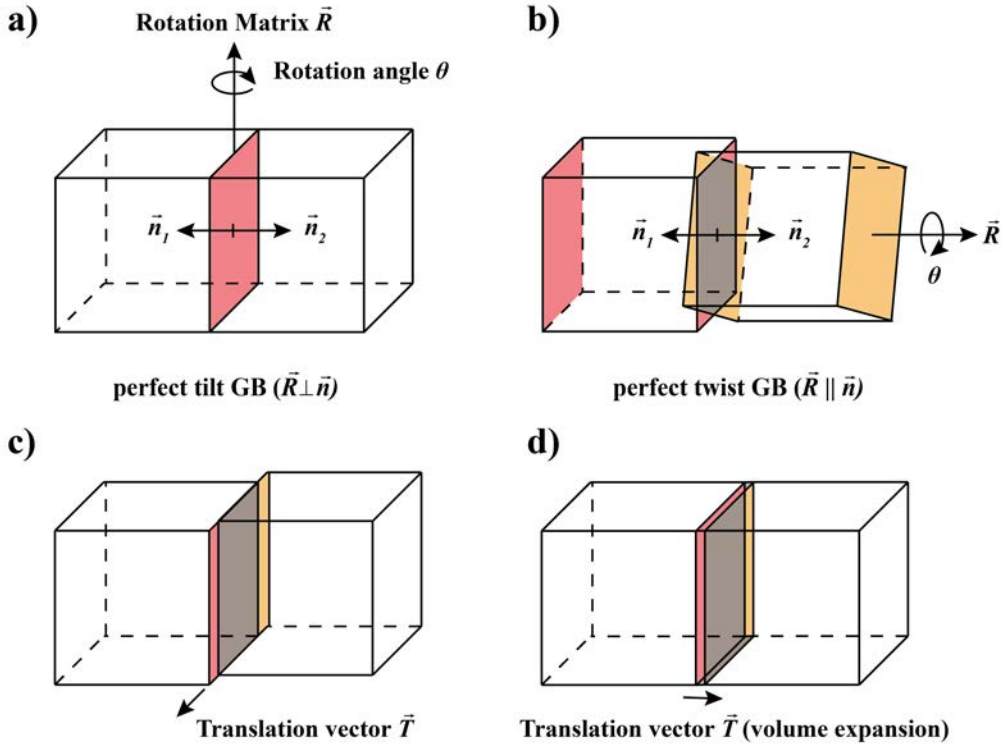 a)
Rotation Matrix R⃗
Rotation angle θ
n⃗₁ n⃗₂
perfect tilt GB (R⃗⊥n⃗)
b)
n⃗₁ n⃗₂
R⃗
θ
perfect twist GB (R⃗ || n⃗)
c)
Translation vector T⃗
d)
Translation vector T⃗ (volume expansion)